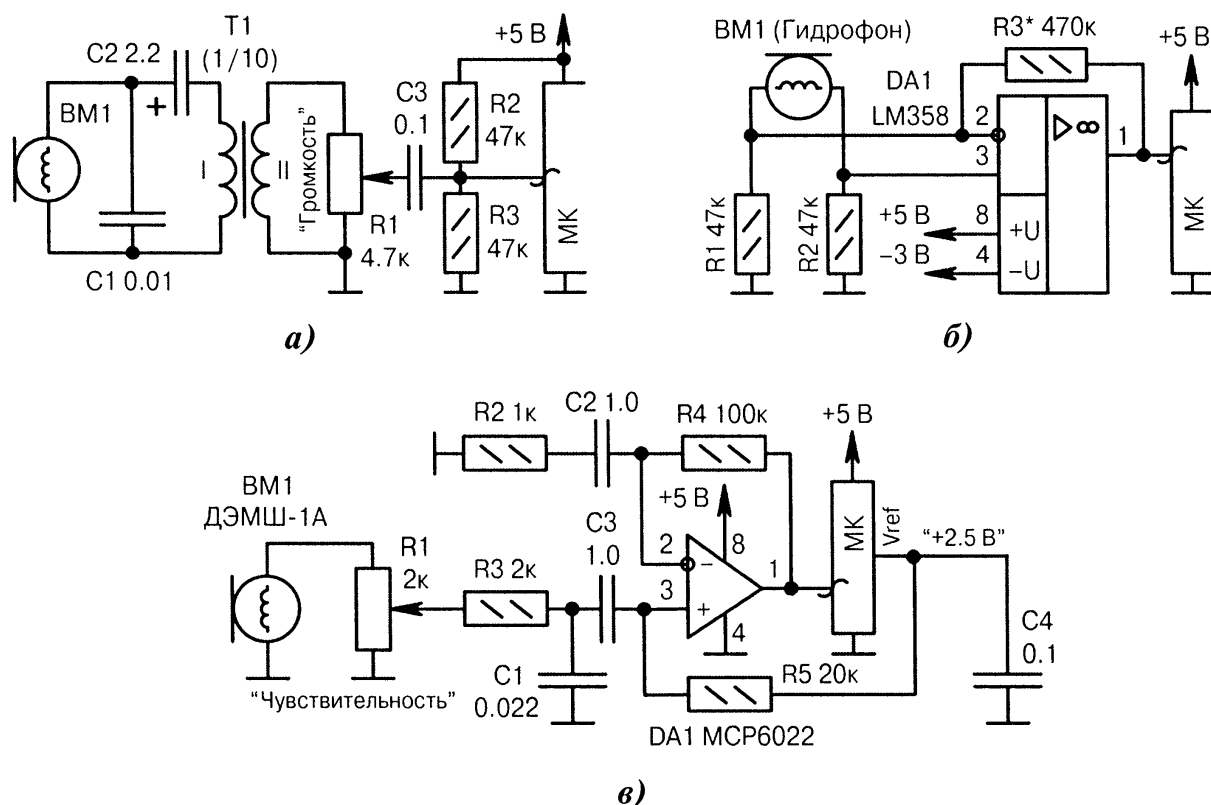 T1
(1/10)
C2 2.2
+
BM1
I
II
"Громкость"
C1 0.01
R1
4.7к
C3
0.1
R2
47к
R3
47к
+5 В
МК
а)
BM1 (Гидрофон)
R3* 470к
+5 В
DA1
LM358
2
3
▷∞
1
R1 47к
R2 47к
+5 В
8
+U
−3 В
4
−U
МК
б)
R2 1к
C2 1.0
R4 100к
+5 В
BM1
ДЭМШ-1А
+5 В
C3
1.0
2
−
8
3
+
1
4
МК
Vref
"+2.5 В"
R1
2к
R3 2к
C1
0.022
R5 20к
C4
0.1
"Чувствительность"
DA1 MCP6022
в)